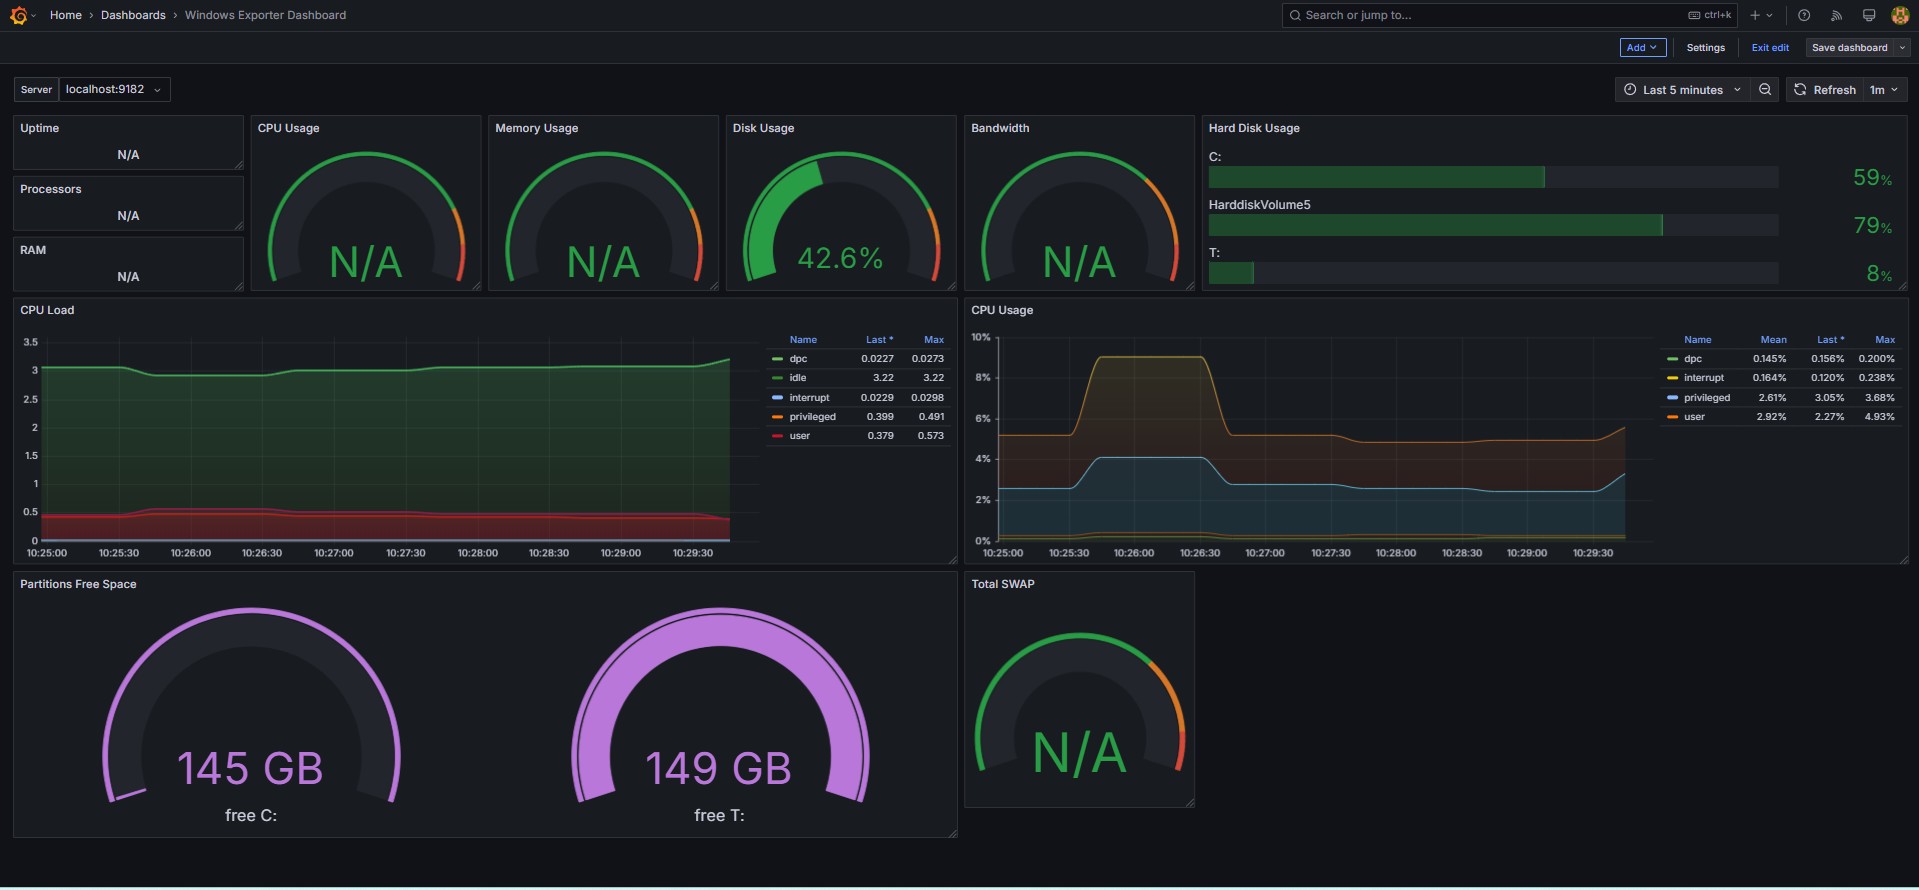 Home › Dashboards › Windows Exporter Dashboard
Search or jump to...
ctrl+k
Add
Settings
Exit edit
Save dashboard
Server
localhost:9182
Last 5 minutes
Refresh
1m
Uptime
N/A
Processors
N/A
RAM
N/A
CPU Usage
N/A
Memory Usage
N/A
Disk Usage
42.6%
Bandwidth
N/A
Hard Disk Usage
C:
59%
HarddiskVolume5
79%
T:
8%
CPU Load
3.5
3
2.5
2
1.5
1
0.5
0
10:25:00 10:25:30 10:26:00 10:26:30 10:27:00 10:27:30 10:28:00 10:28:30 10:29:00 10:29:30
Name Last * Max
dpc 0.0227 0.0273
idle 3.22 3.22
interrupt 0.0229 0.0298
privileged 0.399 0.491
user 0.379 0.573
CPU Usage
10%
8%
6%
4%
2%
0%
10:25:00 10:25:30 10:26:00 10:26:30 10:27:00 10:27:30 10:28:00 10:28:30 10:29:00 10:29:30
Name Mean Last * Max
dpc 0.145% 0.156% 0.200%
interrupt 0.164% 0.120% 0.238%
privileged 2.61% 3.05% 3.68%
user 2.92% 2.27% 4.93%
Partitions Free Space
145 GB
free C:
149 GB
free T:
Total SWAP
N/A